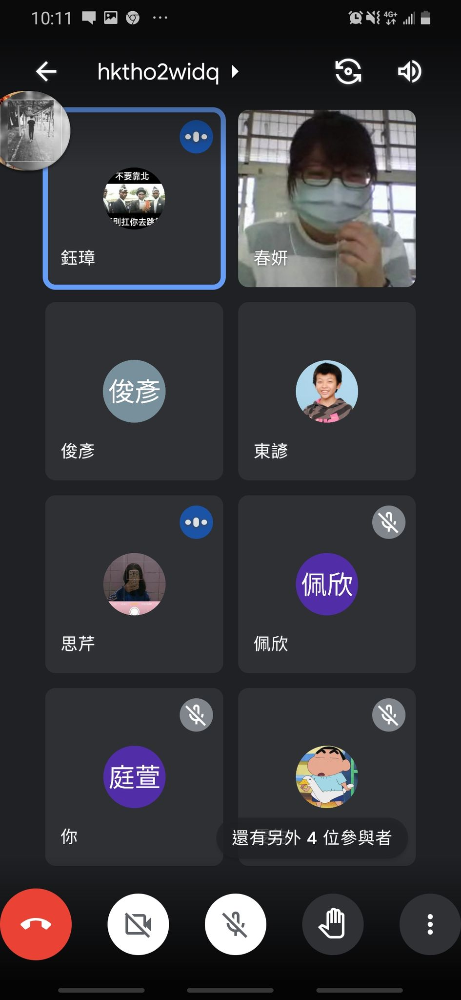 10:11
4G+
hktho2widq
不要靠北
則扛你去跳
鈺璋
春妍
俊彥
俊彥
東諺
思芹
佩欣
佩欣
庭萱
你
還有另外 4 位參與者